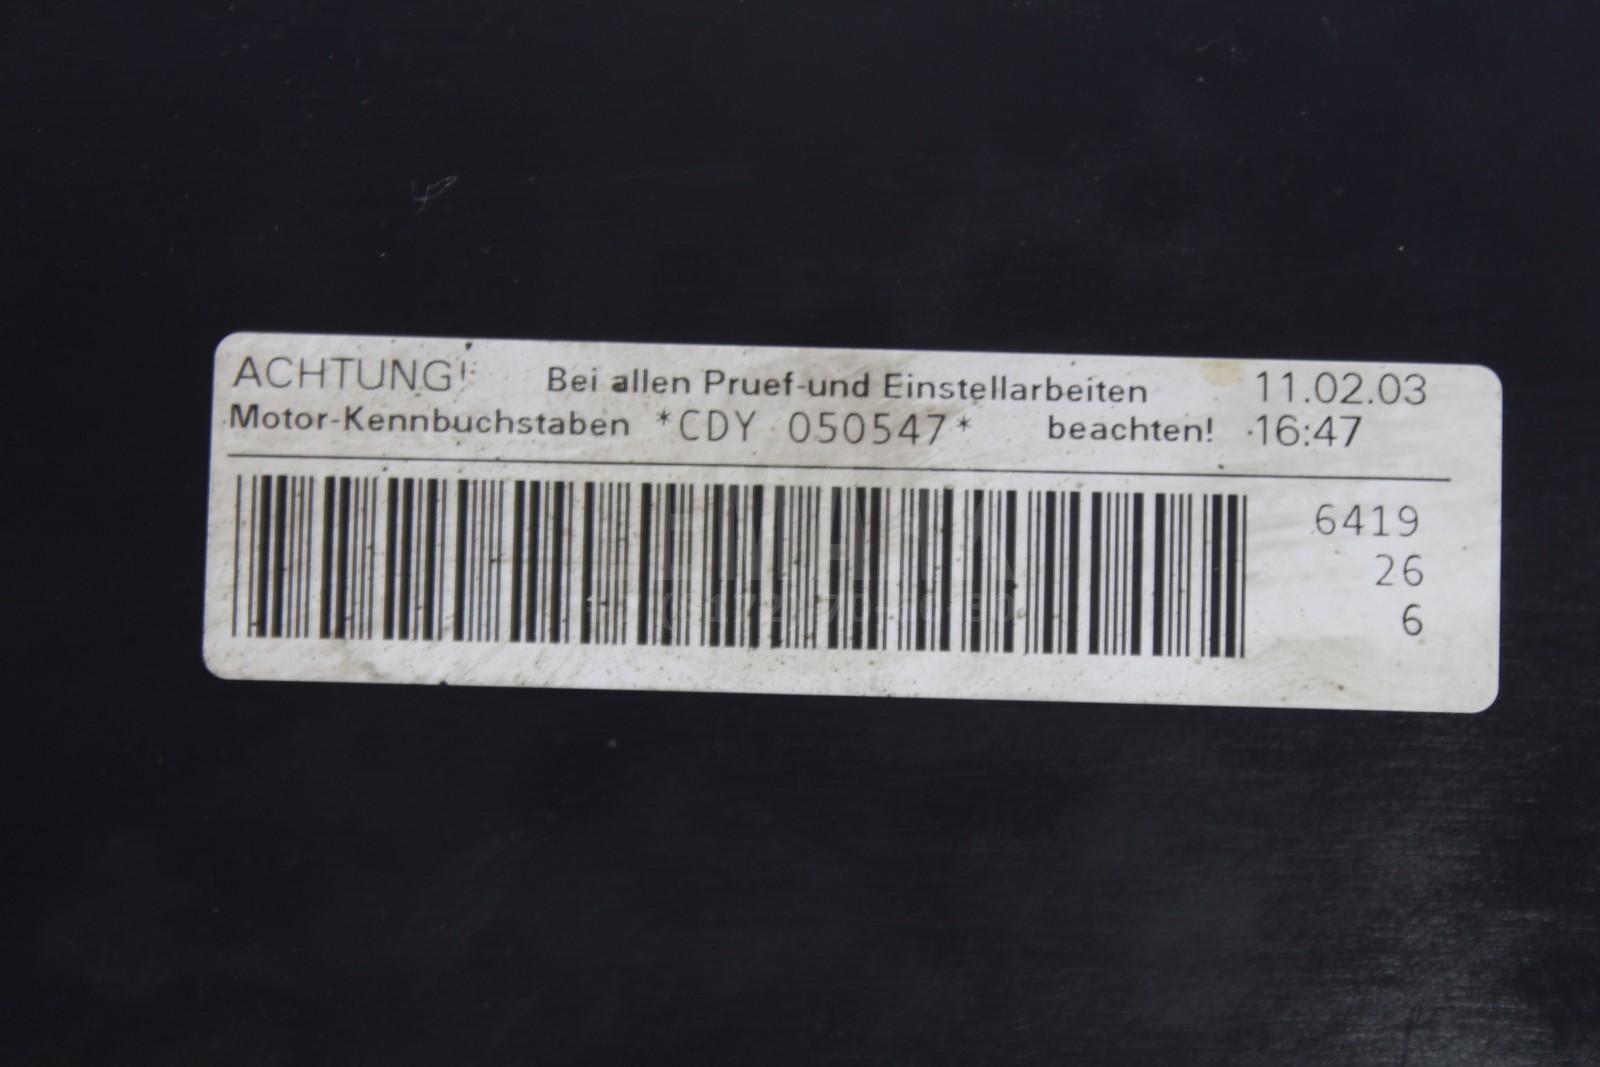 ACHTUNG! Bei allen Pruef-und Einstellarbeiten 11.02.03
Motor-Kennbuchstaben *CDY 050547* beachten! 16:47
6419
26
6